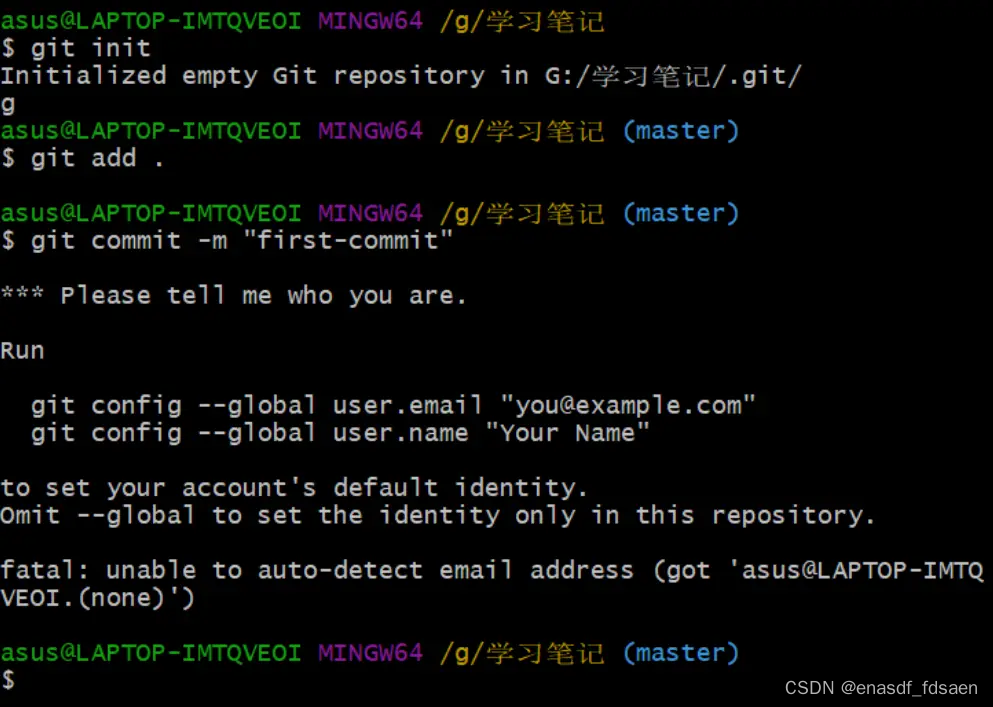 asus@LAPTOP-IMTQVEOI MINGW64 /g/学习笔记
$ git init
Initialized empty Git repository in G:/学习笔记/.git/
g
asus@LAPTOP-IMTQVEOI MINGW64 /g/学习笔记 (master)
$ git add .
asus@LAPTOP-IMTQVEOI MINGW64 /g/学习笔记 (master)
$ git commit -m "first-commit"
*** Please tell me who you are.
Run
git config --global user.email "you@example.com"
git config --global user.name "Your Name"
to set your account's default identity.
Omit --global to set the identity only in this repository.
fatal: unable to auto-detect email address (got 'asus@LAPTOP-IMTQ
VEOI.(none)')
asus@LAPTOP-IMTQVEOI MINGW64 /g/学习笔记 (master)
$
CSDN @enasdf_fdsaen